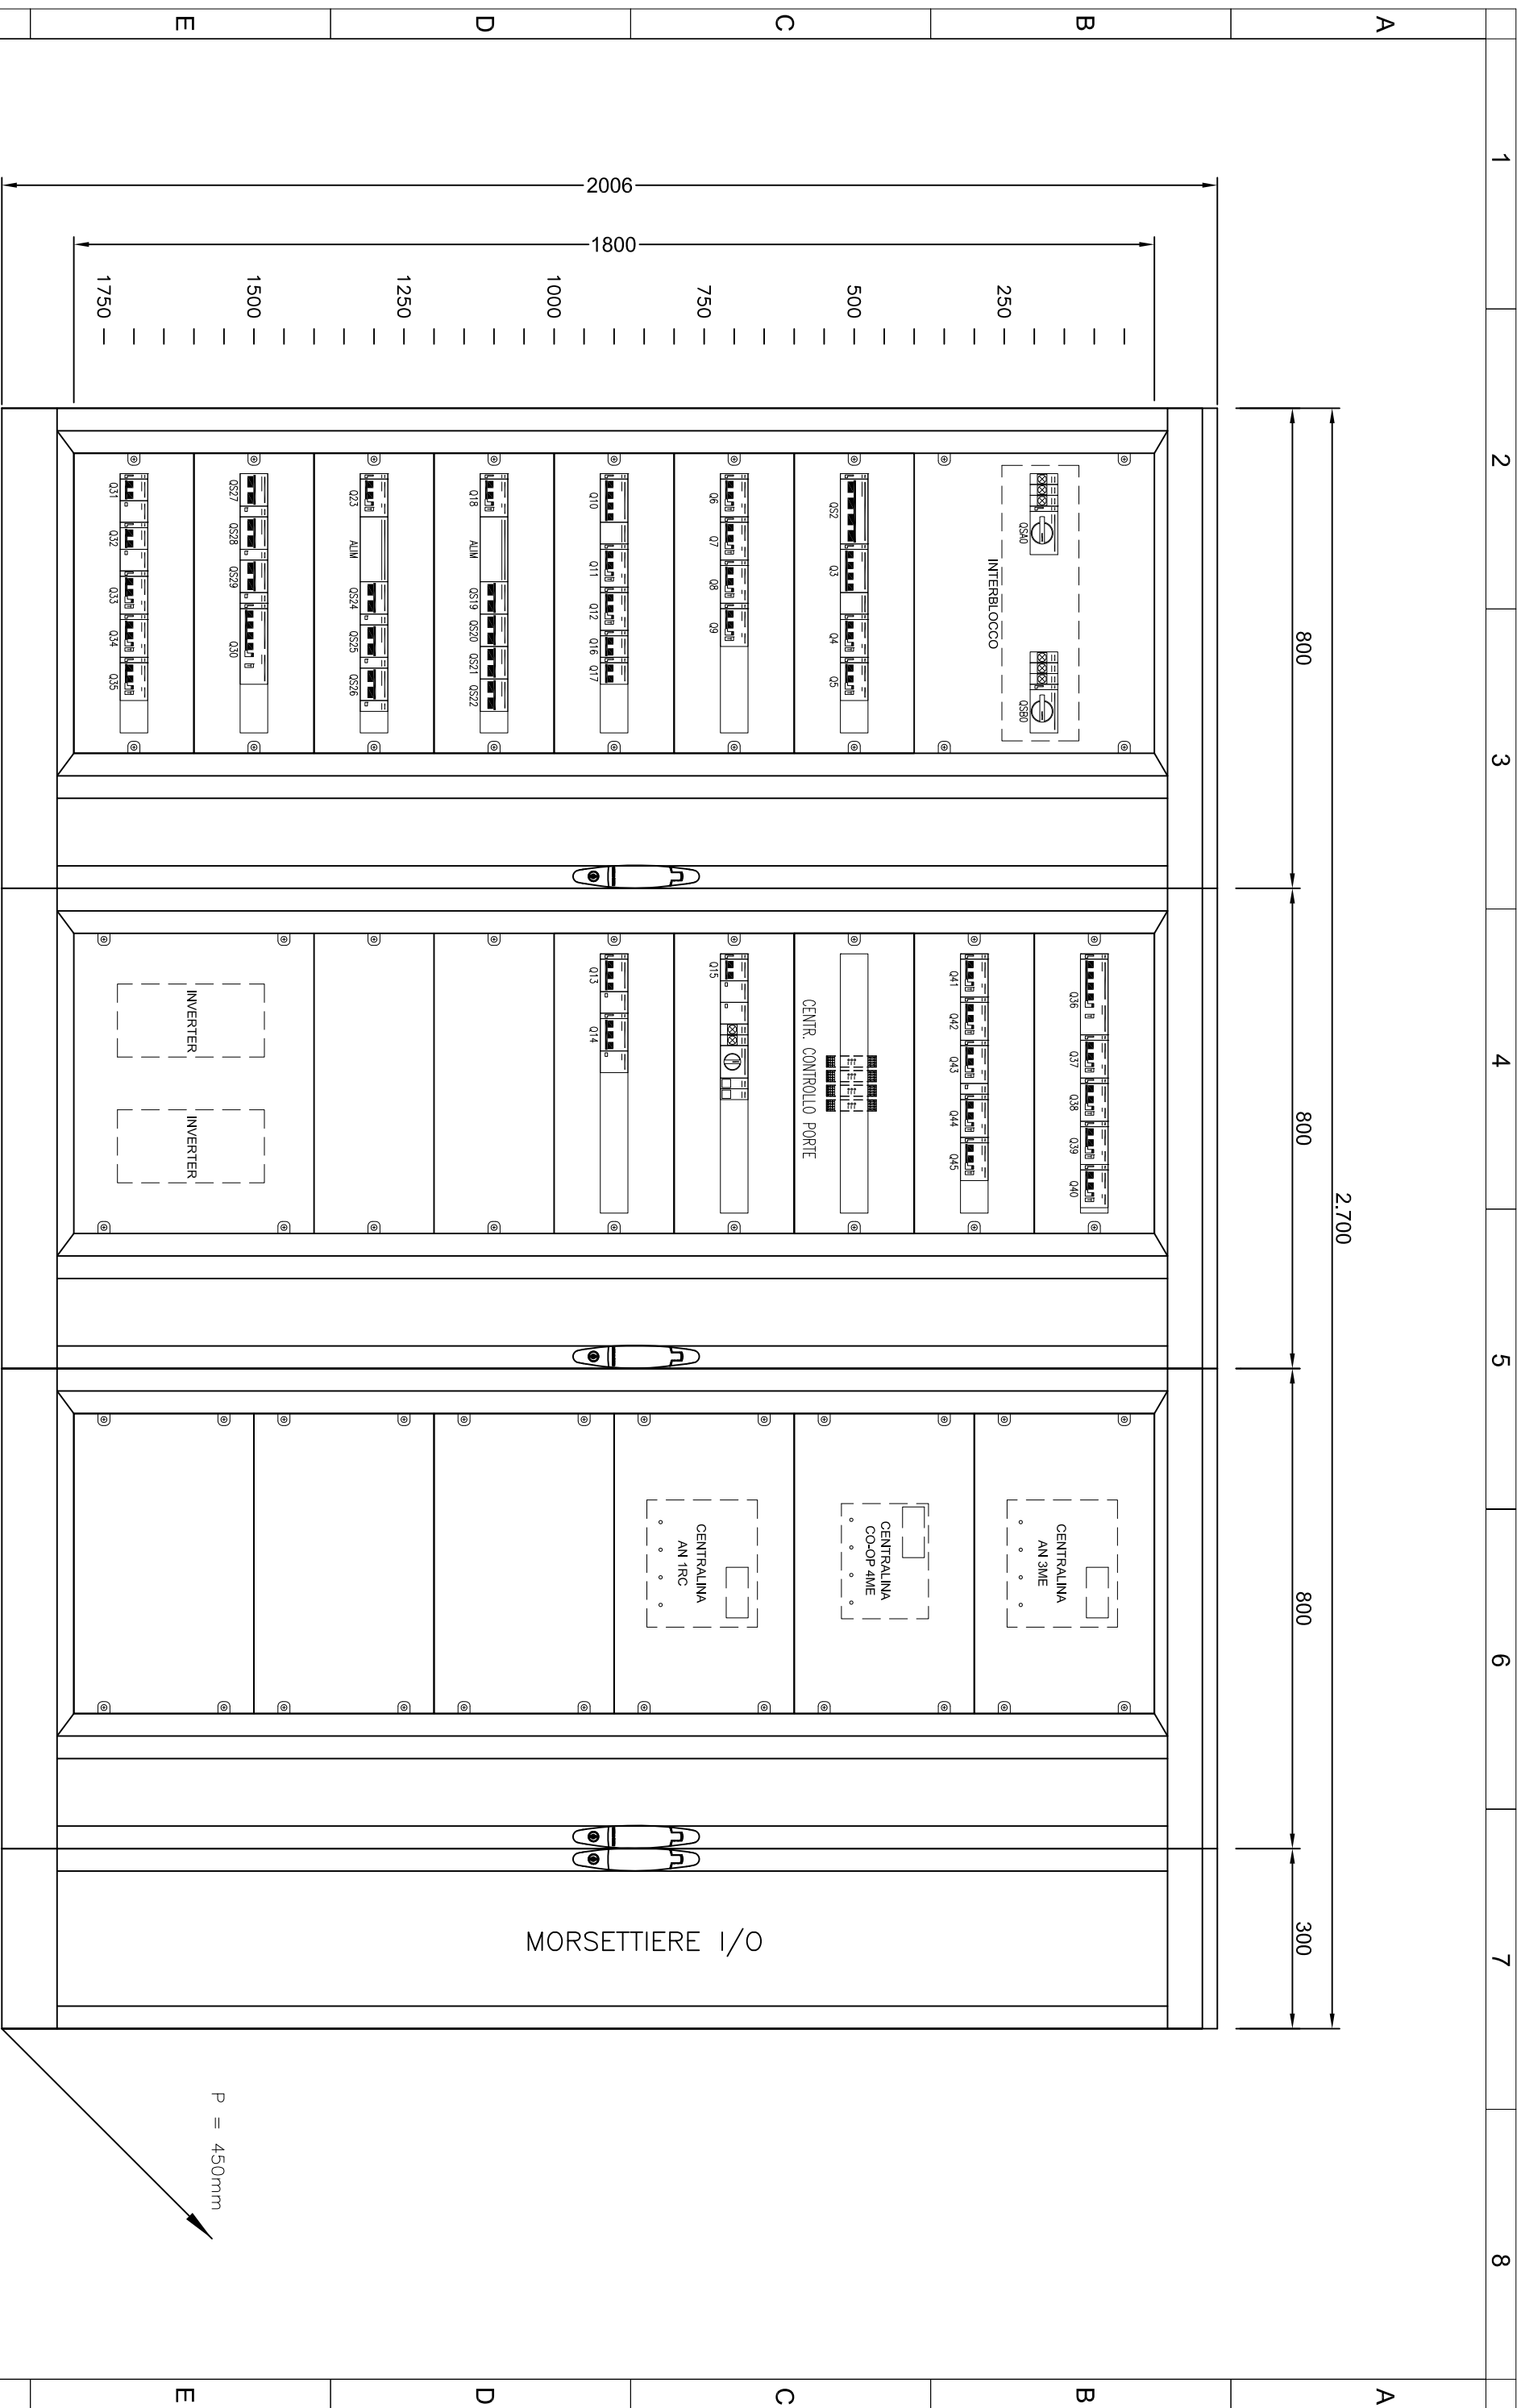 1 2 3 4 5 6 7 8
A
B
C
D
E
A
B
C
D
E
2.700
800 800 800 300
2006
1800
250
500
750
1000
1250
1500
1750
QSA0 QSB0
INTERBLOCCO
QS2 Q3 Q4 Q5
Q6 Q7 Q8 Q9
Q10 Q11 Q12 Q16 Q17
Q18 ALIM QS19 QS20 QS21 QS22
Q23 ALIM QS24 QS25 QS26
QS27 QS28 QS29 Q30
Q31 Q32 Q33 Q34 Q35
Q36 Q37 Q38 Q39 Q40
Q41 Q42 Q43 Q44 Q45
CENTR. CONTROLLO PORTE
Q15
Q13 Q14
INVERTER INVERTER
CENTRALINA
AN 3ME
CENTRALINA
CO-OP 4ME
CENTRALINA
AN 1RC
MORSETTIERE I/O
P = 450mm